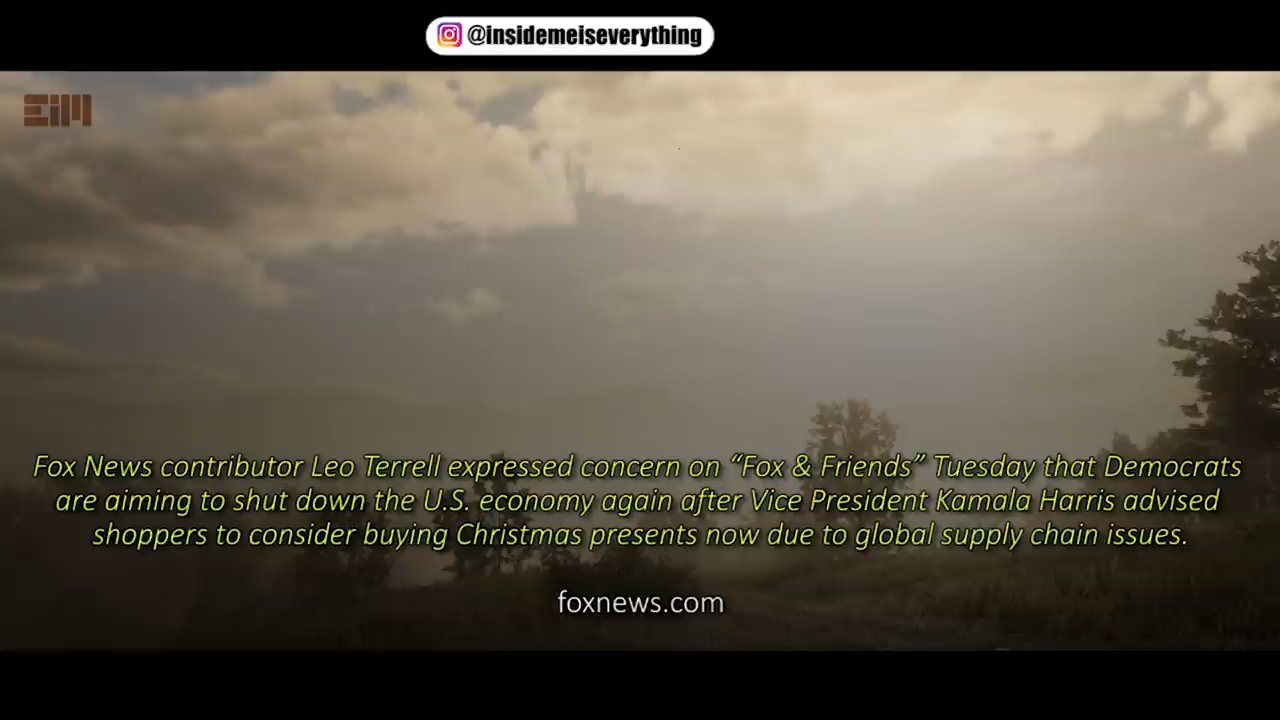 @insidemeiseverything
EiM
Fox News contributor Leo Terrell expressed concern on “Fox & Friends” Tuesday that Democrats
are aiming to shut down the U.S. economy again after Vice President Kamala Harris advised
shoppers to consider buying Christmas presents now due to global supply chain issues.
foxnews.com